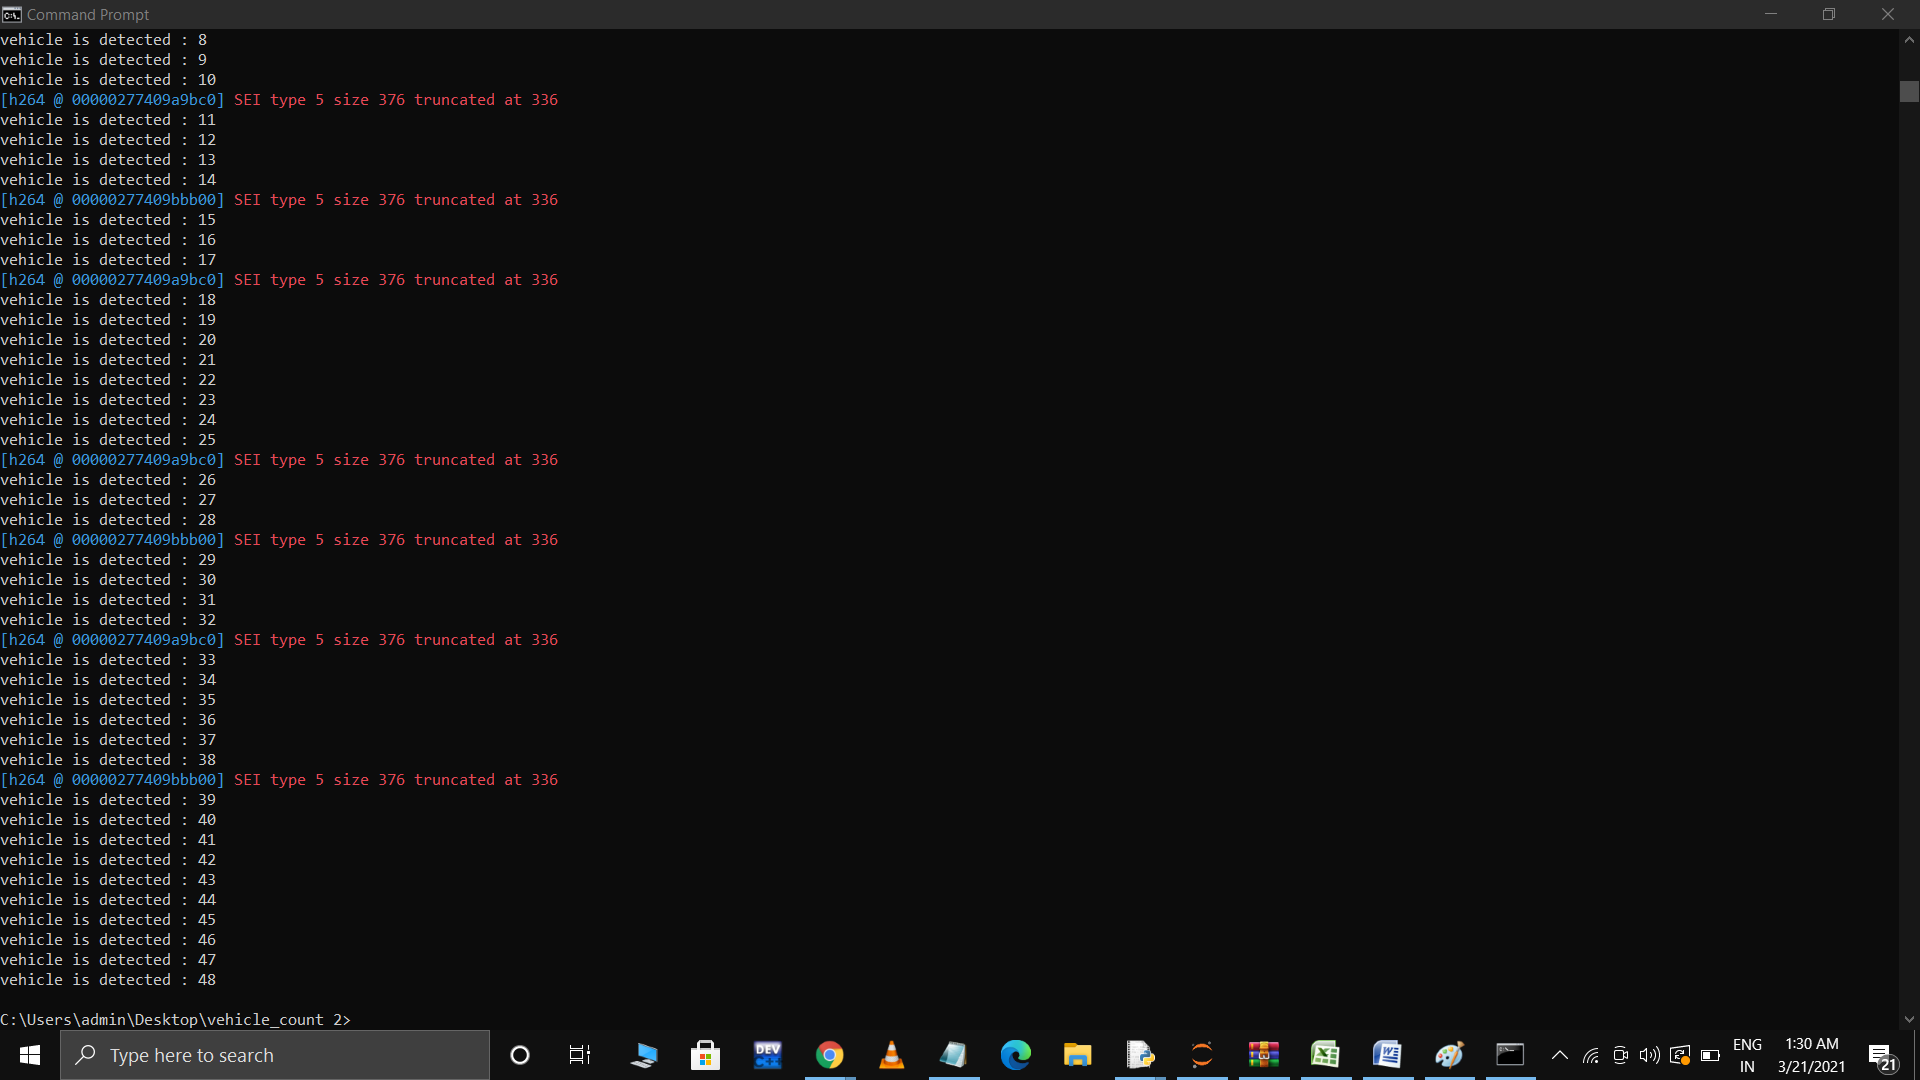 Command Prompt
vehicle is detected : 8
vehicle is detected : 9
vehicle is detected : 10
[h264 @ 00000277409a9bc0] SEI type 5 size 376 truncated at 336
vehicle is detected : 11
vehicle is detected : 12
vehicle is detected : 13
vehicle is detected : 14
[h264 @ 00000277409bbb00] SEI type 5 size 376 truncated at 336
vehicle is detected : 15
vehicle is detected : 16
vehicle is detected : 17
[h264 @ 00000277409a9bc0] SEI type 5 size 376 truncated at 336
vehicle is detected : 18
vehicle is detected : 19
vehicle is detected : 20
vehicle is detected : 21
vehicle is detected : 22
vehicle is detected : 23
vehicle is detected : 24
vehicle is detected : 25
[h264 @ 00000277409a9bc0] SEI type 5 size 376 truncated at 336
vehicle is detected : 26
vehicle is detected : 27
vehicle is detected : 28
[h264 @ 00000277409bbb00] SEI type 5 size 376 truncated at 336
vehicle is detected : 29
vehicle is detected : 30
vehicle is detected : 31
vehicle is detected : 32
[h264 @ 00000277409a9bc0] SEI type 5 size 376 truncated at 336
vehicle is detected : 33
vehicle is detected : 34
vehicle is detected : 35
vehicle is detected : 36
vehicle is detected : 37
vehicle is detected : 38
[h264 @ 00000277409bbb00] SEI type 5 size 376 truncated at 336
vehicle is detected : 39
vehicle is detected : 40
vehicle is detected : 41
vehicle is detected : 42
vehicle is detected : 43
vehicle is detected : 44
vehicle is detected : 45
vehicle is detected : 46
vehicle is detected : 47
vehicle is detected : 48
C:\Users\admin\Desktop\vehicle_count 2>
Type here to search
DEV
ENG
IN
1:30 AM
3/21/2021
21